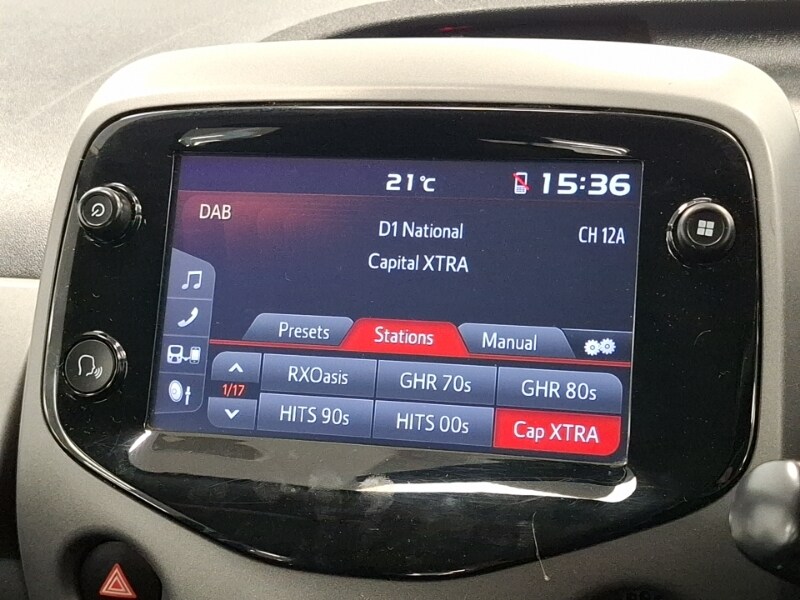 21°C 15:36
DAB
D1 National CH 12A
Capital XTRA
Presets Stations Manual
1/17
RXOasis GHR 70s GHR 80s
HITS 90s HITS 00s Cap XTRA